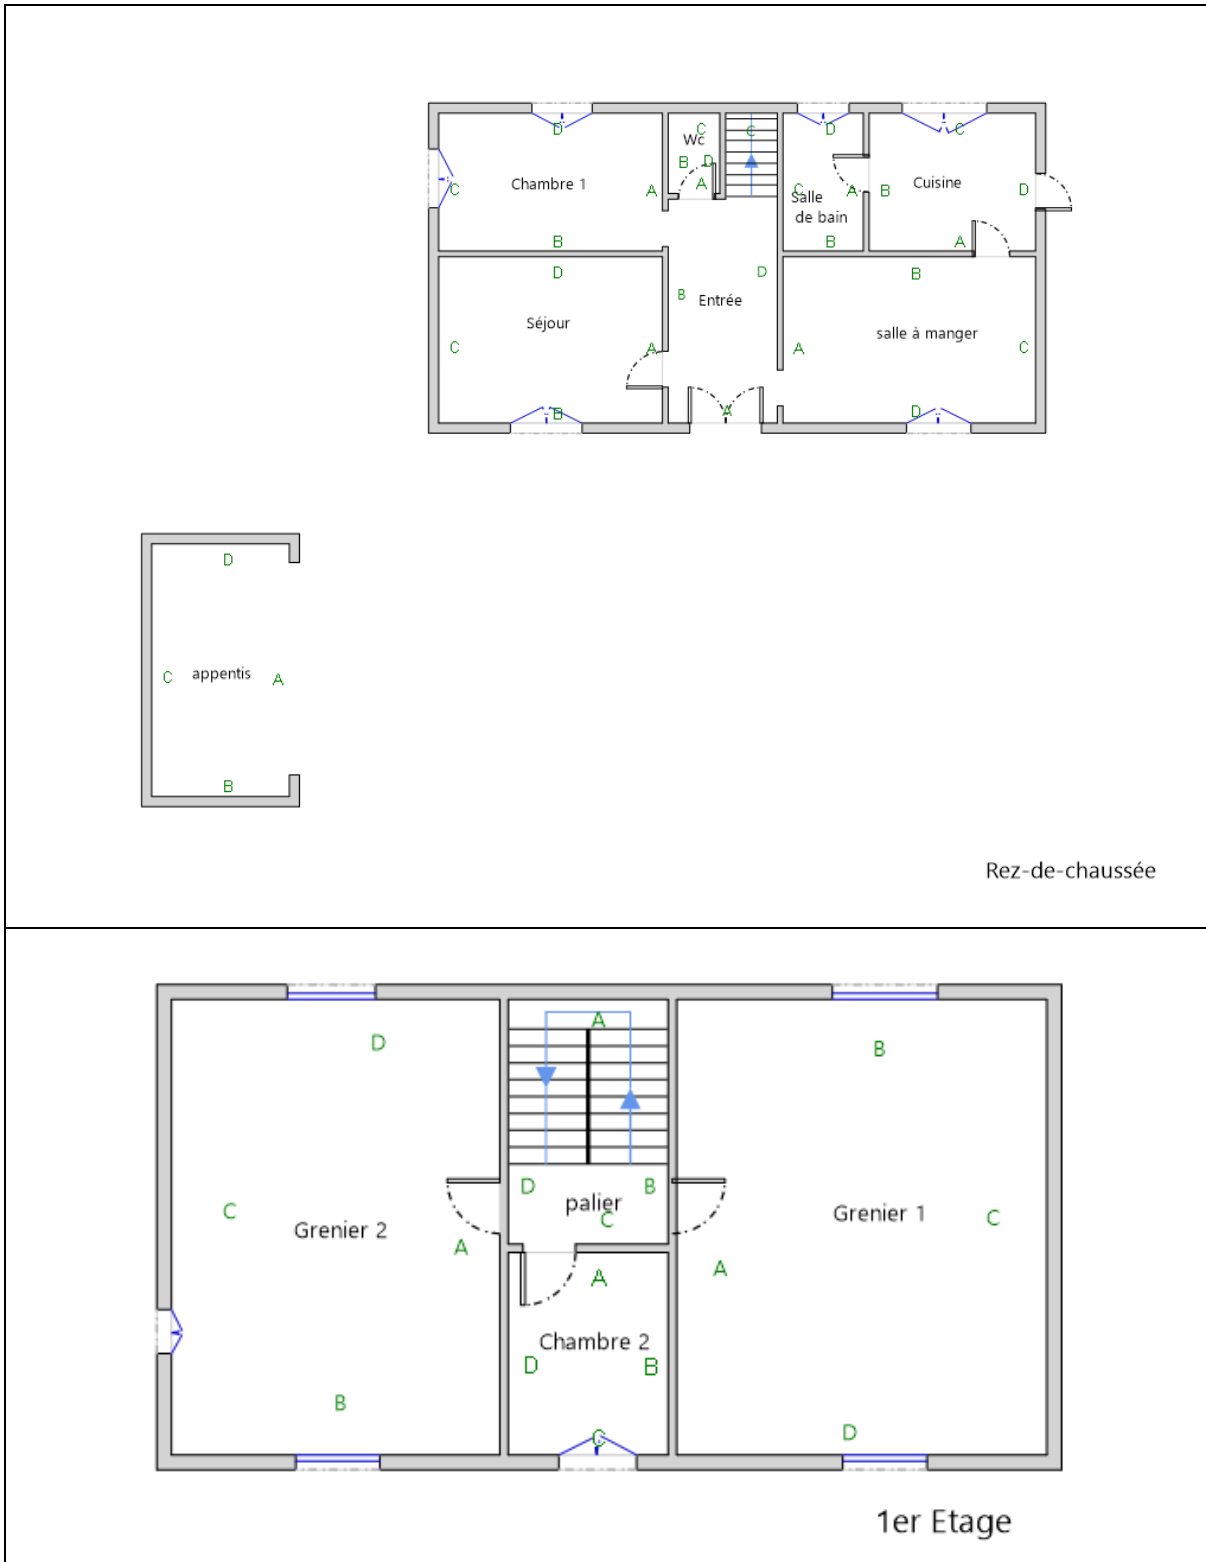 D
C
C
D
C
Wc
B
D
Chambre 1
A
C
A
B
Salle
de bain
B
A
C
A
B
Cuisine
D
D
B
Entrée
D
B
Séjour
C
A
B
A
salle à manger
A
C
D
D
C
appentis
A
B
Rez-de-chaussée
A
D
B
D
palier
B
C
C
Grenier 2
A
Grenier 1
C
A
A
Chambre 2
D
B
B
C
D
1er Etage